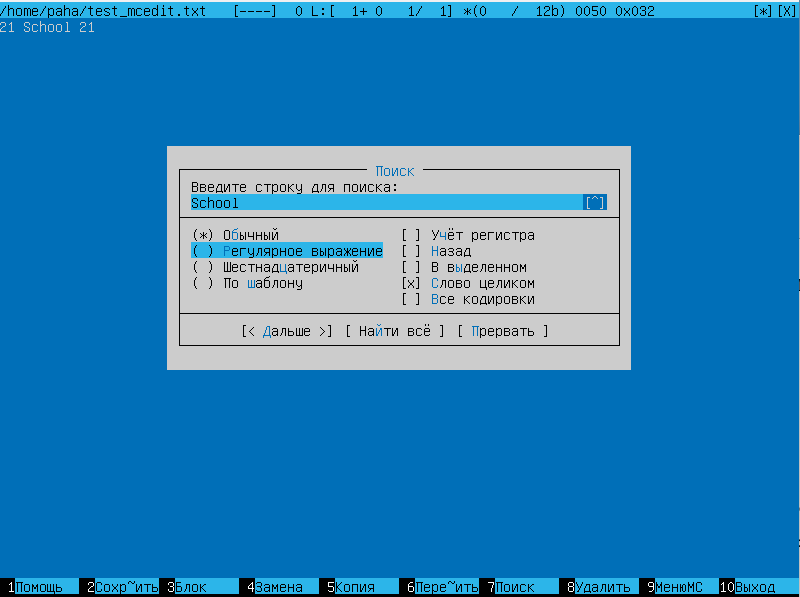 /home/paha/test_mcedit.txt [----] 0 L:[ 1+ 0 1/ 1] *(0 / 12b) 0050 0x032 [*][X]
21 School 21
Поиск
Введите строку для поиска:
School [^]
(*) Обычный [ ] Учёт регистра
( ) Регулярное выражение [ ] Назад
( ) Шестнадцатеричный [ ] В выделенном
( ) По шаблону [x] Слово целиком
[ ] Все кодировки
[< Дальше >] [ Найти всё ] [ Прервать ]
1Помощь 2Сохр~ить 3Блок 4Замена 5Копия 6Пере~ить 7Поиск 8Удалить 9МенюMC 10Выход